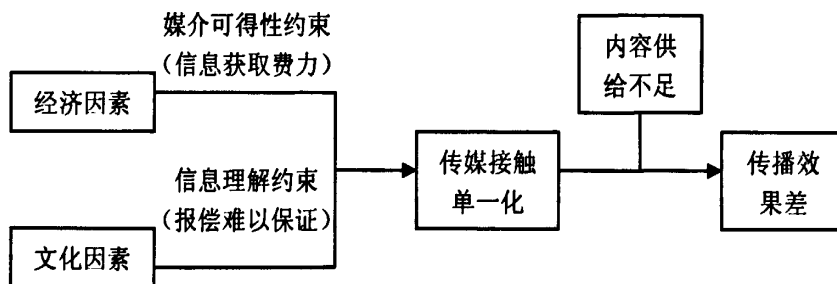 媒介可得性约束
（信息获取费力）
经济因素
信息理解约束
（报偿难以保证）
文化因素
传媒接触
单一化
内容供
给不足
传播效
果差